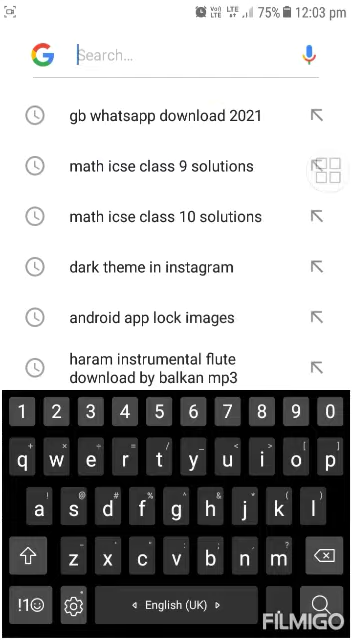 Vo) LTE LTE 75% 12:03 pm
G Search...
gb whatsapp download 2021
math icse class 9 solutions
math icse class 10 solutions
dark theme in instagram
android app lock images
haram instrumental flute
download by balkan mp3
1 2 3 4 5 6 7 8 9 0
q w e r t y u i o p
a s d f g h j k l
z x c v b n m
!1☺ English (UK)
FILMIGO